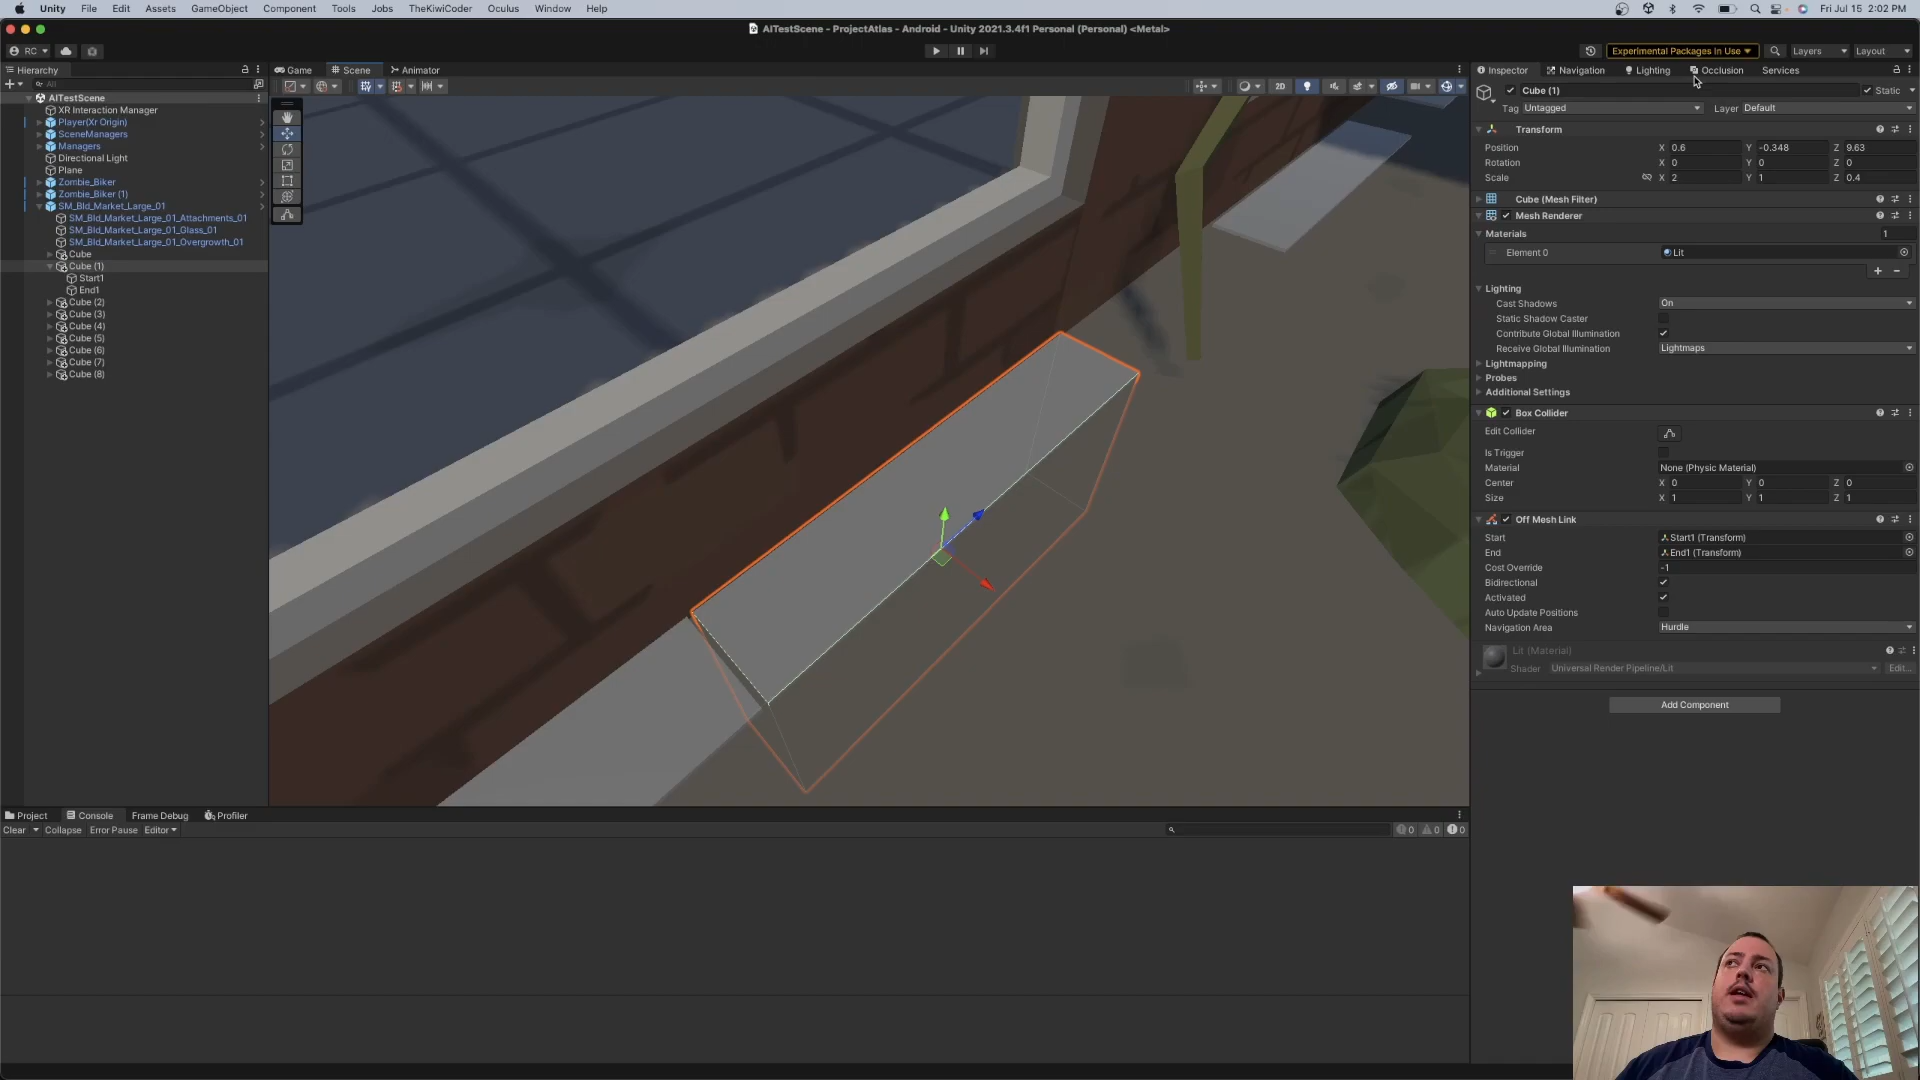 Unity File Edit Assets GameObject Component Tools Jobs TheKiwiCoder Oculus Window Help Fri Jul 15 2:02 PM
AITestScene - ProjectAtlas - Android - Unity 2021.3.4f1 Personal (Personal) <Metal>
RC Experimental Packages In Use Layers Layout
Hierarchy Game Scene Animator Inspector Navigation Lighting Occlusion Services
All 2D
AITestScene
XR Interaction Manager
Player(Xr Origin)
SceneManagers
Managers
Directional Light
Plane
Zombie_Biker
Zombie_Biker (1)
SM_Bld_Market_Large_01
SM_Bld_Market_Large_01_Attachments_01
SM_Bld_Market_Large_01_Glass_01
SM_Bld_Market_Large_01_Overgrowth_01
Cube
Cube (1)
Start1
End1
Cube (2)
Cube (3)
Cube (4)
Cube (5)
Cube (6)
Cube (7)
Cube (8)
Cube (1) Static
Tag Untagged Layer Default
Transform
Position X 0.6 Y -0.348 Z 9.63
Rotation X 0 Y 0 Z 0
Scale X 2 Y 1 Z 0.4
Cube (Mesh Filter)
Mesh Renderer
Materials 1
Element 0 Lit
+ -
Lighting
Cast Shadows On
Static Shadow Caster
Contribute Global Illumination
Receive Global Illumination Lightmaps
Lightmapping
Probes
Additional Settings
Box Collider
Edit Collider
Is Trigger
Material None (Physic Material)
Center X 0 Y 0 Z 0
Size X 1 Y 1 Z 1
Off Mesh Link
Start Start1 (Transform)
End End1 (Transform)
Cost Override -1
Bidirectional
Activated
Auto Update Positions
Navigation Area Hurdle
Lit (Material)
Shader Universal Render Pipeline/Lit Edit...
Add Component
Project Console Frame Debug Profiler
Clear Collapse Error Pause Editor 0 0 0